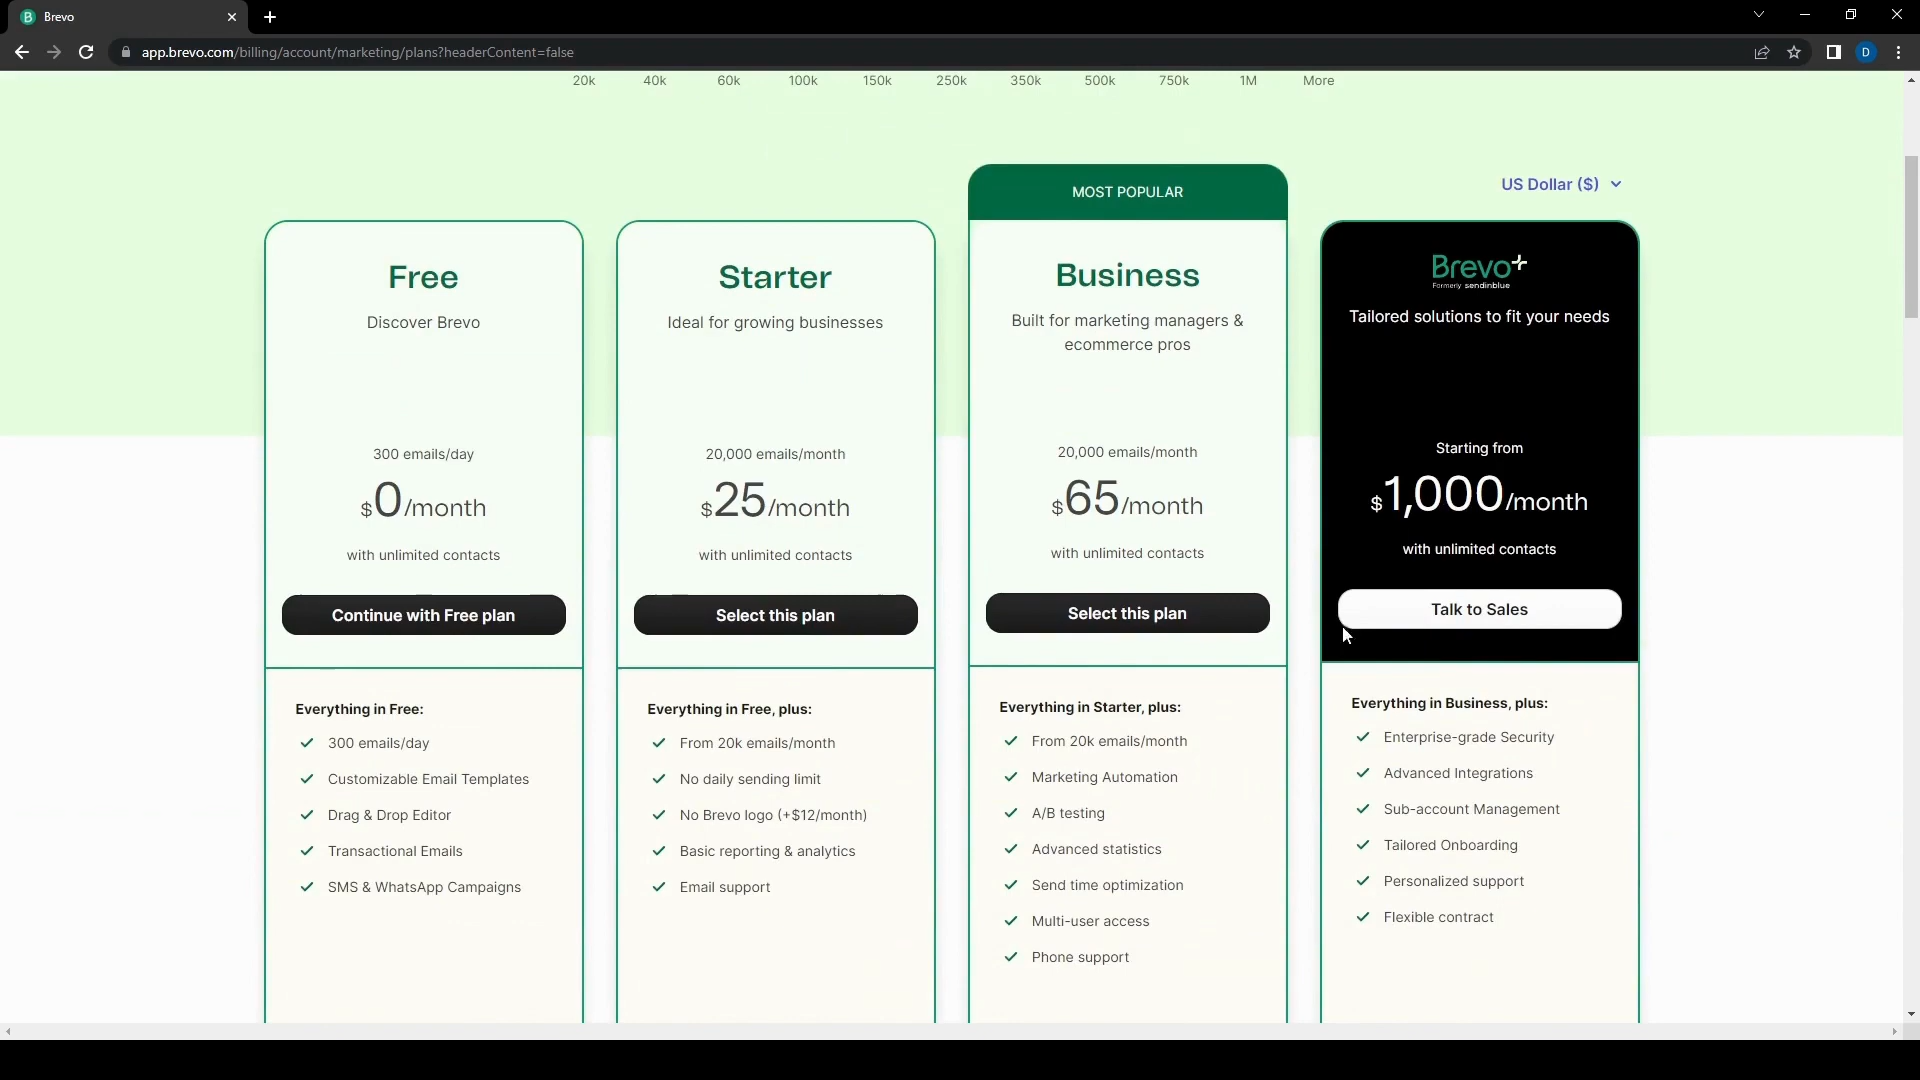 Brevo
app.brevo.com/billing/account/marketing/plans?headerContent=false
D
20k 40k 60k 100k 150k 250k 350k 500k 750k 1M More
US Dollar ($)
Free
Discover Brevo
300 emails/day
$0/month
with unlimited contacts
Continue with Free plan
Everything in Free:
300 emails/day
Customizable Email Templates
Drag & Drop Editor
Transactional Emails
SMS & WhatsApp Campaigns
Starter
Ideal for growing businesses
20,000 emails/month
$25/month
with unlimited contacts
Select this plan
Everything in Free, plus:
From 20k emails/month
No daily sending limit
No Brevo logo (+$12/month)
Basic reporting & analytics
Email support
MOST POPULAR
Business
Built for marketing managers &
ecommerce pros
20,000 emails/month
$65/month
with unlimited contacts
Select this plan
Everything in Starter, plus:
From 20k emails/month
Marketing Automation
A/B testing
Advanced statistics
Send time optimization
Multi-user access
Phone support
Brevo+
Formerly sendinblue
Tailored solutions to fit your needs
Starting from
$1,000/month
with unlimited contacts
Talk to Sales
Everything in Business, plus:
Enterprise-grade Security
Advanced Integrations
Sub-account Management
Tailored Onboarding
Personalized support
Flexible contract